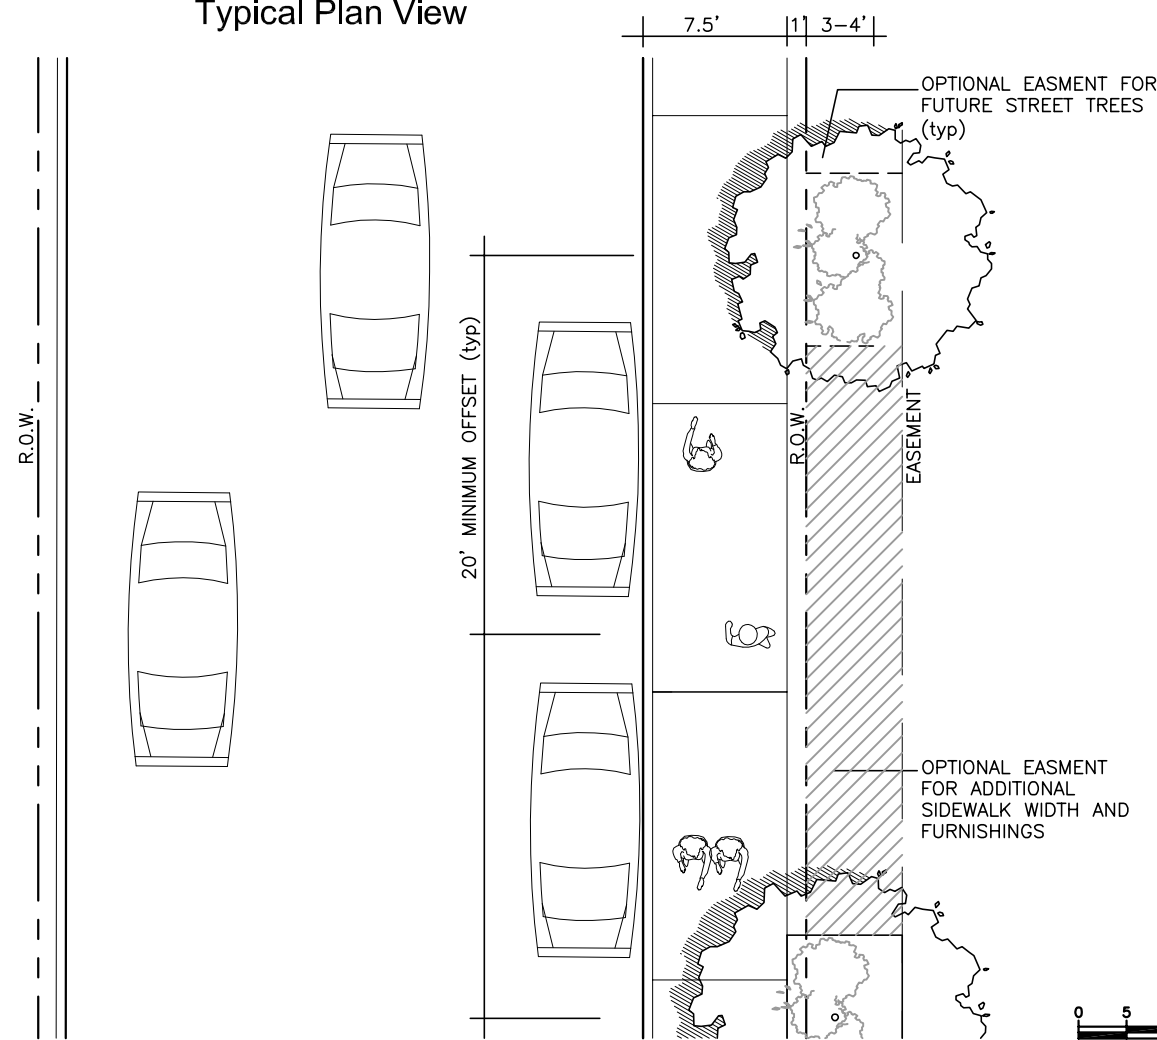 Typical Plan View
7.5' 1' 3-4'
OPTIONAL EASMENT FOR
FUTURE STREET TREES
(typ)
20' MINIMUM OFFSET (typ)
R.O.W.
R.O.W.
EASEMENT
OPTIONAL EASMENT
FOR ADDITIONAL
SIDEWALK WIDTH AND
FURNISHINGS
0 5